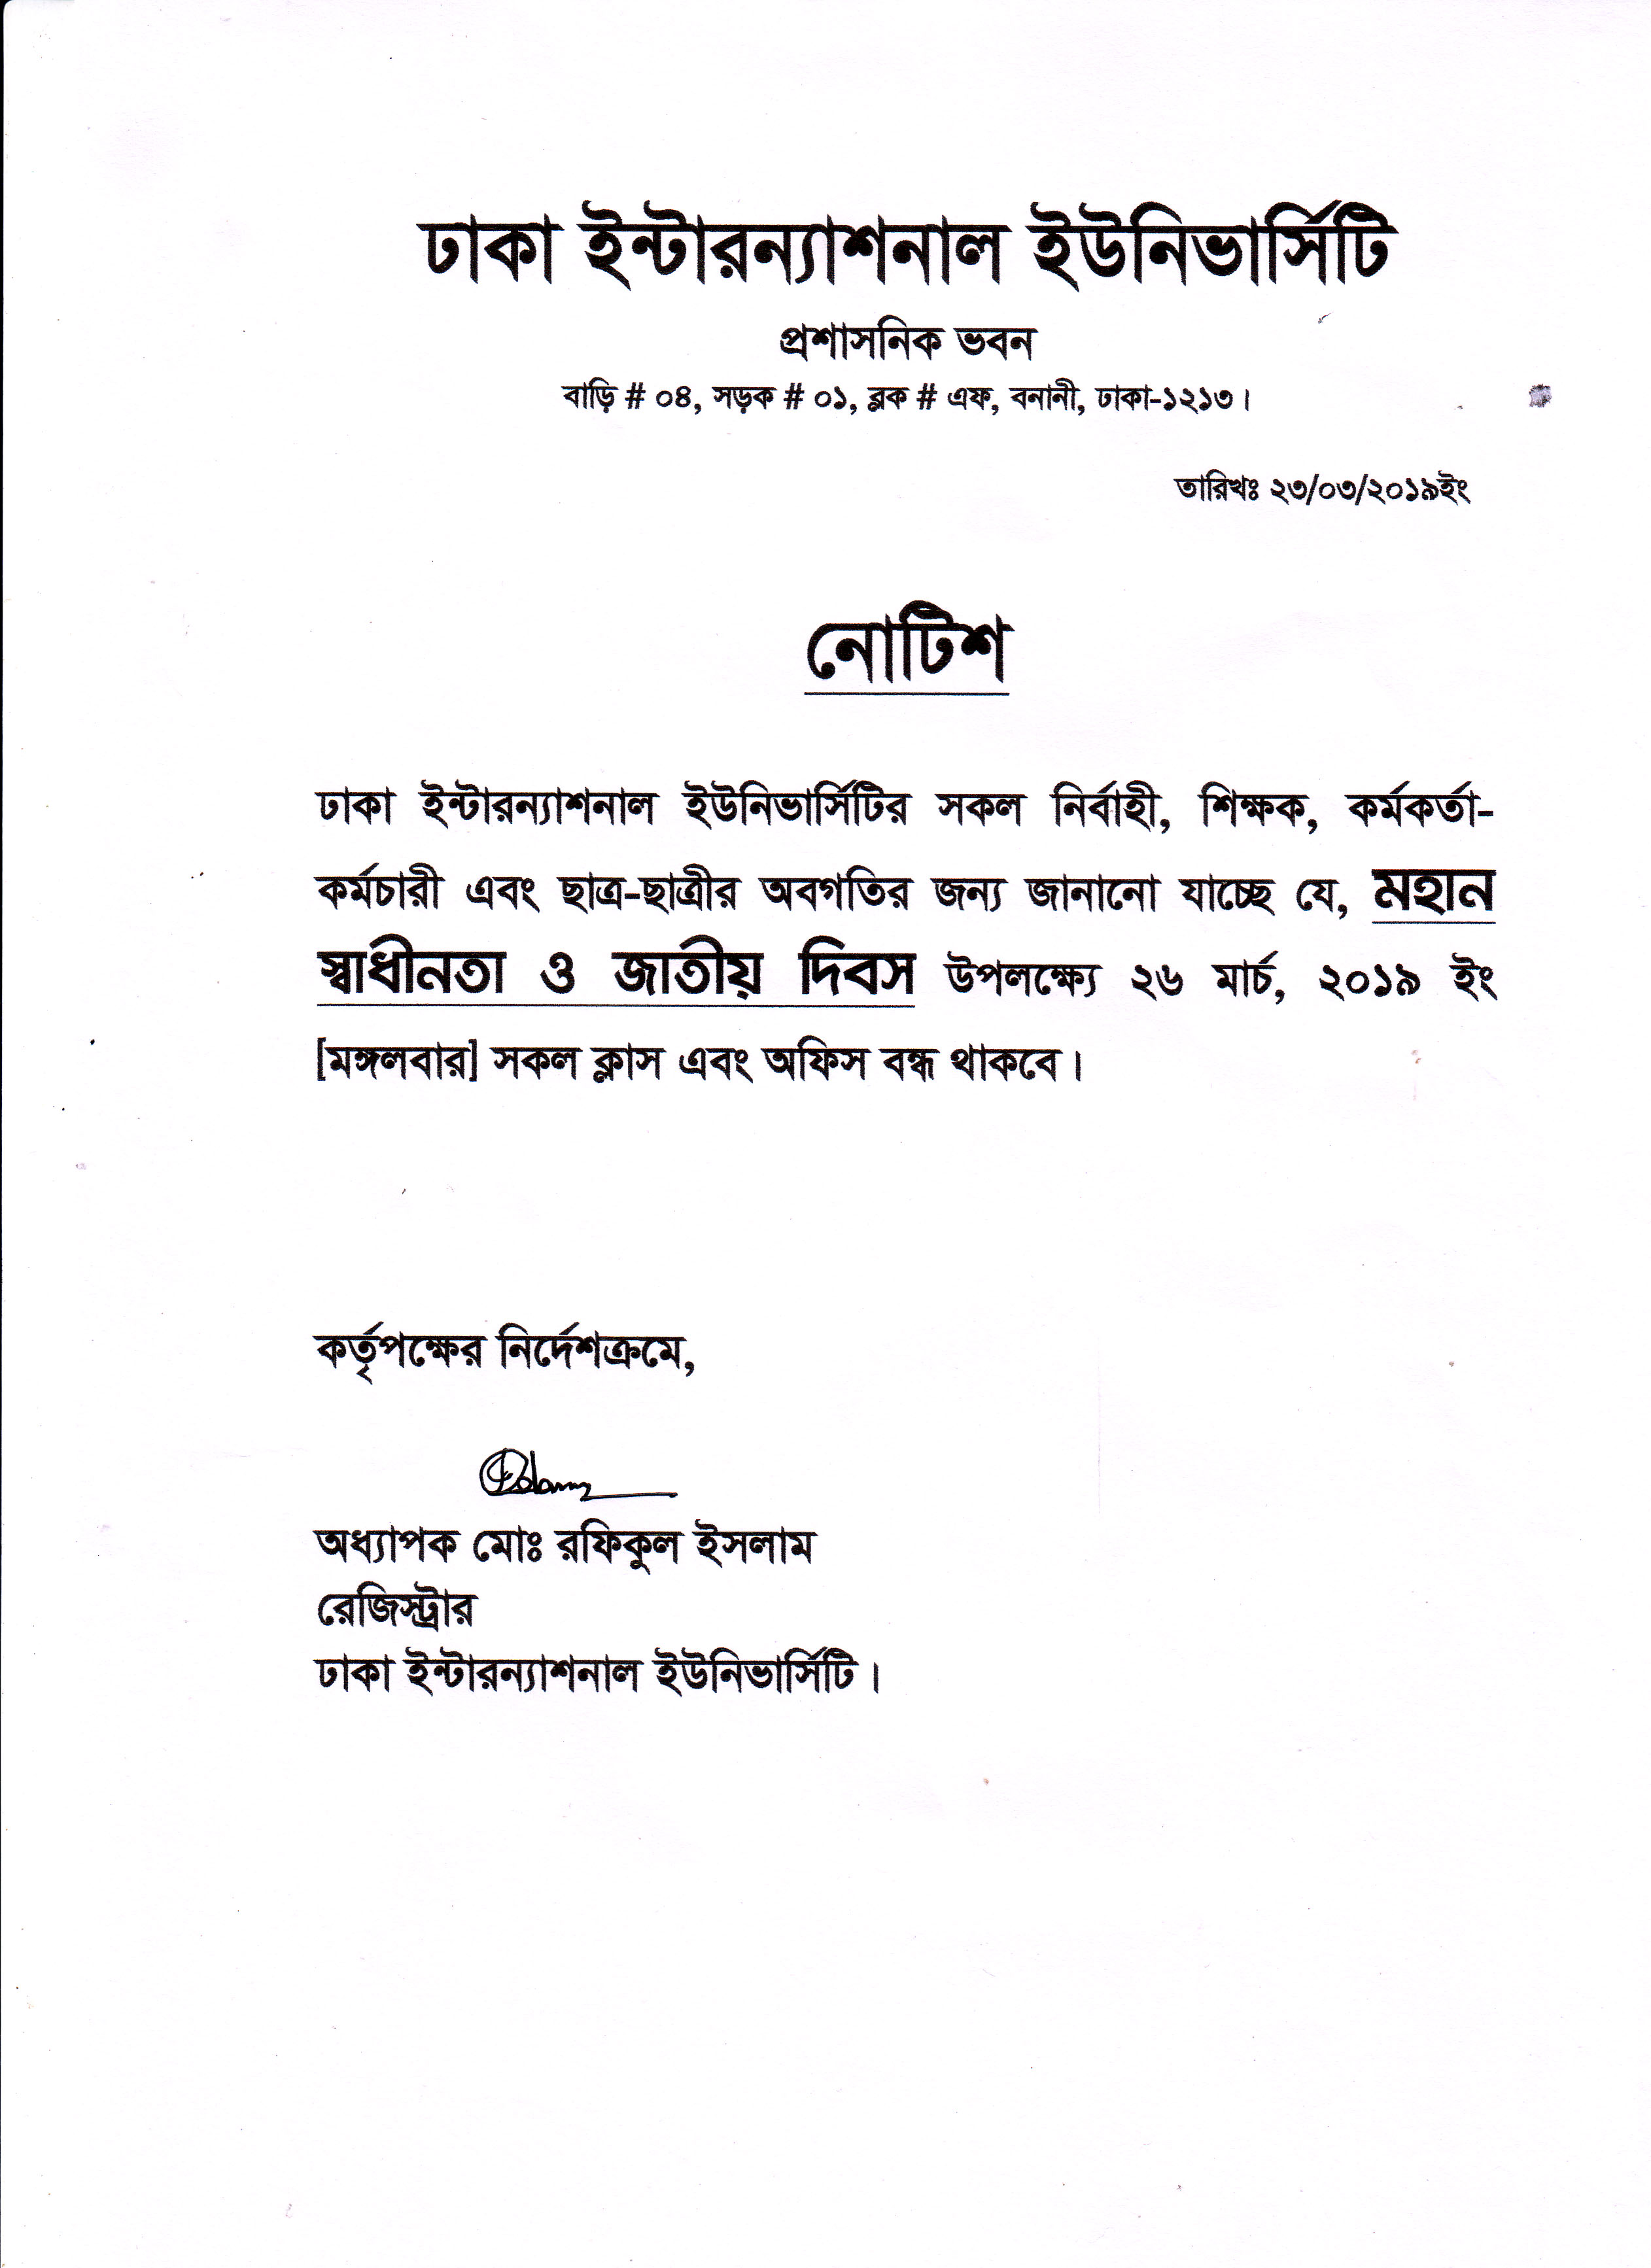 ঢাকা ইন্টারন্যাশনাল ইউনিভার্সিটি
প্রশাসনিক ভবন
বাড়ি # ০৪, সড়ক # ০১, ব্লক # এফ, বনানী, ঢাকা-১২১৩।
তারিখঃ ২৩/০৩/২০১৯ইং
নোটিশ
ঢাকা ইন্টারন্যাশনাল ইউনিভার্সিটির সকল নির্বাহী, শিক্ষক, কর্মকর্তা-
কর্মচারী এবং ছাত্র-ছাত্রীর অবগতির জন্য জানানো যাচ্ছে যে, মহান
স্বাধীনতা ও জাতীয় দিবস উপলক্ষ্যে ২৬ মার্চ, ২০১৯ ইং
[মঙ্গলবার] সকল ক্লাস এবং অফিস বন্ধ থাকবে।
কর্তৃপক্ষের নির্দেশক্রমে,
অধ্যাপক মোঃ রফিকুল ইসলাম
রেজিস্ট্রার
ঢাকা ইন্টারন্যাশনাল ইউনিভার্সিটি।